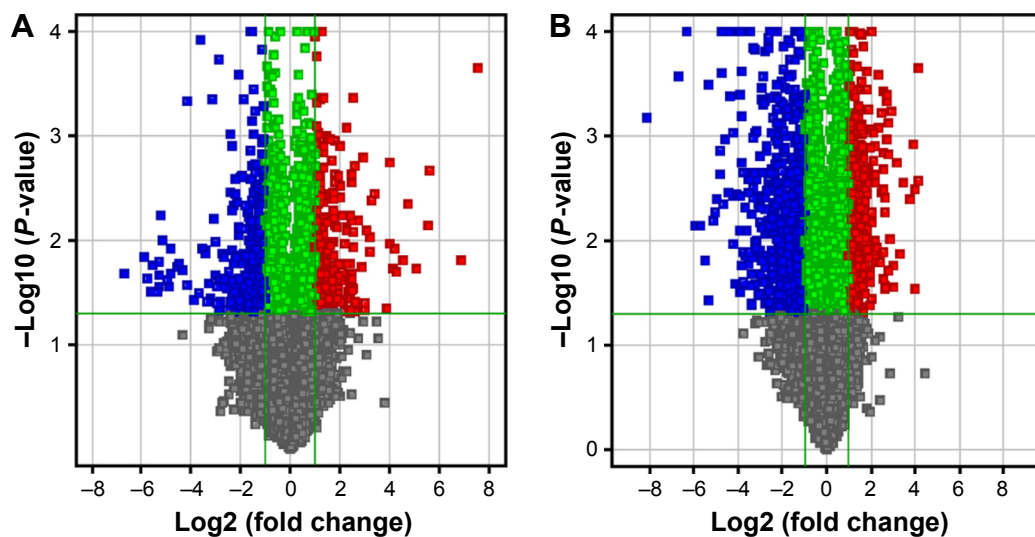 A
4
3
2
1
–Log10 (P-value)
–8 –6 –4 –2 0 2 4 6 8
Log2 (fold change)
B
4
3
2
1
0
–Log10 (P-value)
–8 –6 –4 –2 0 2 4 6 8
Log2 (fold change)